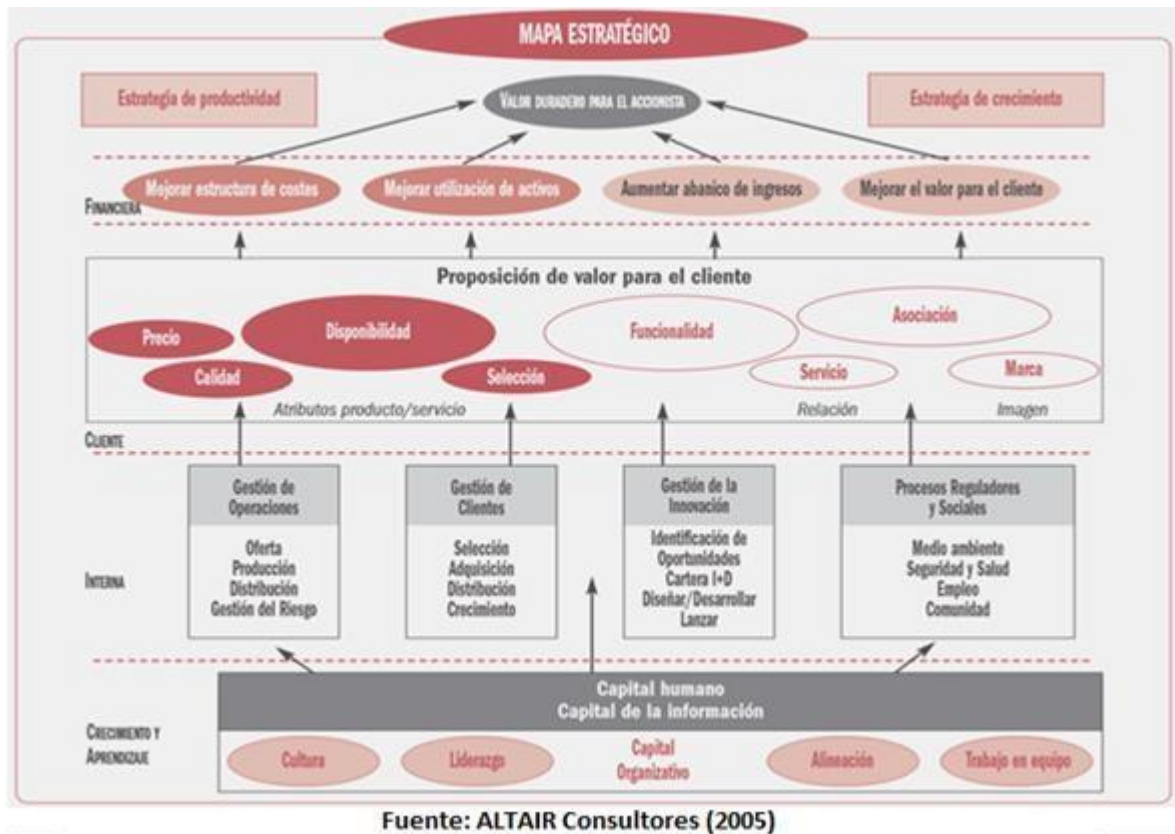 MAPA ESTRATÉGICO
Estrategia de productividad
VALOR DURADERO PARA EL ACCIONISTA
Estrategia de crecimiento
Mejorar estructura de costes
Mejorar utilización de activos
Aumentar abanico de ingresos
Mejorar el valor para el cliente
FINANCIERA
Proposición de valor para el cliente
Precio
Disponibilidad
Funcionalidad
Asociación
Calidad
Selección
Servicio
Marca
Atributos producto/servicio
Relación
Imagen
CLIENTE
Gestión de
Operaciones
Oferta
Producción
Distribución
Gestión del Riesgo
Gestión de
Clientes
Selección
Adquisición
Distribución
Crecimiento
Gestión de la
Innovación
Identificación de
Oportunidades
Cartera I+D
Diseñar/Desarrollar
Lanzar
Procesos Reguladores
y Sociales
Medio ambiente
Seguridad y Salud
Empleo
Comunidad
INTERNA
Capital humano
Capital de la información
CRECIMIENTO Y
APRENDIZAJE
Cultura
Liderazgo
Capital
Organizativo
Alineación
Trabajo en equipo
Fuente: ALTAIR Consultores (2005)